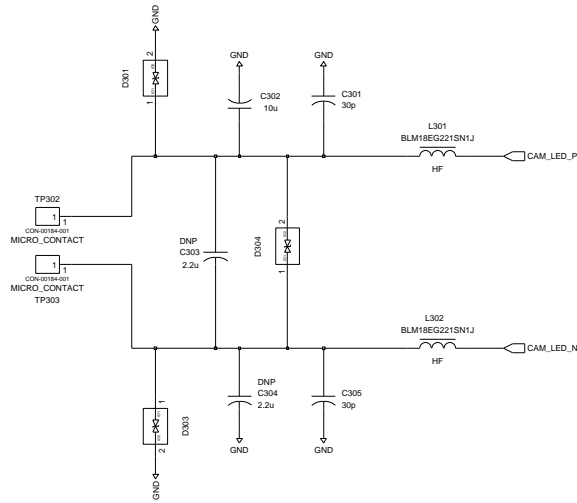 GND
2
D301
1
GND
C302
10u
GND
C301
30p
L301
BLM18EG221SN1J
HF
CAM_LED_P
TP302
1
1
CON-00184-001
MICRO_CONTACT
DNP
C303
2.2u
2
D304
1
1
1
CON-00184-001
MICRO_CONTACT
TP303
L302
BLM18EG221SN1J
HF
CAM_LED_N
1
D303
2
GND
DNP
C304
2.2u
GND
C305
30p
GND